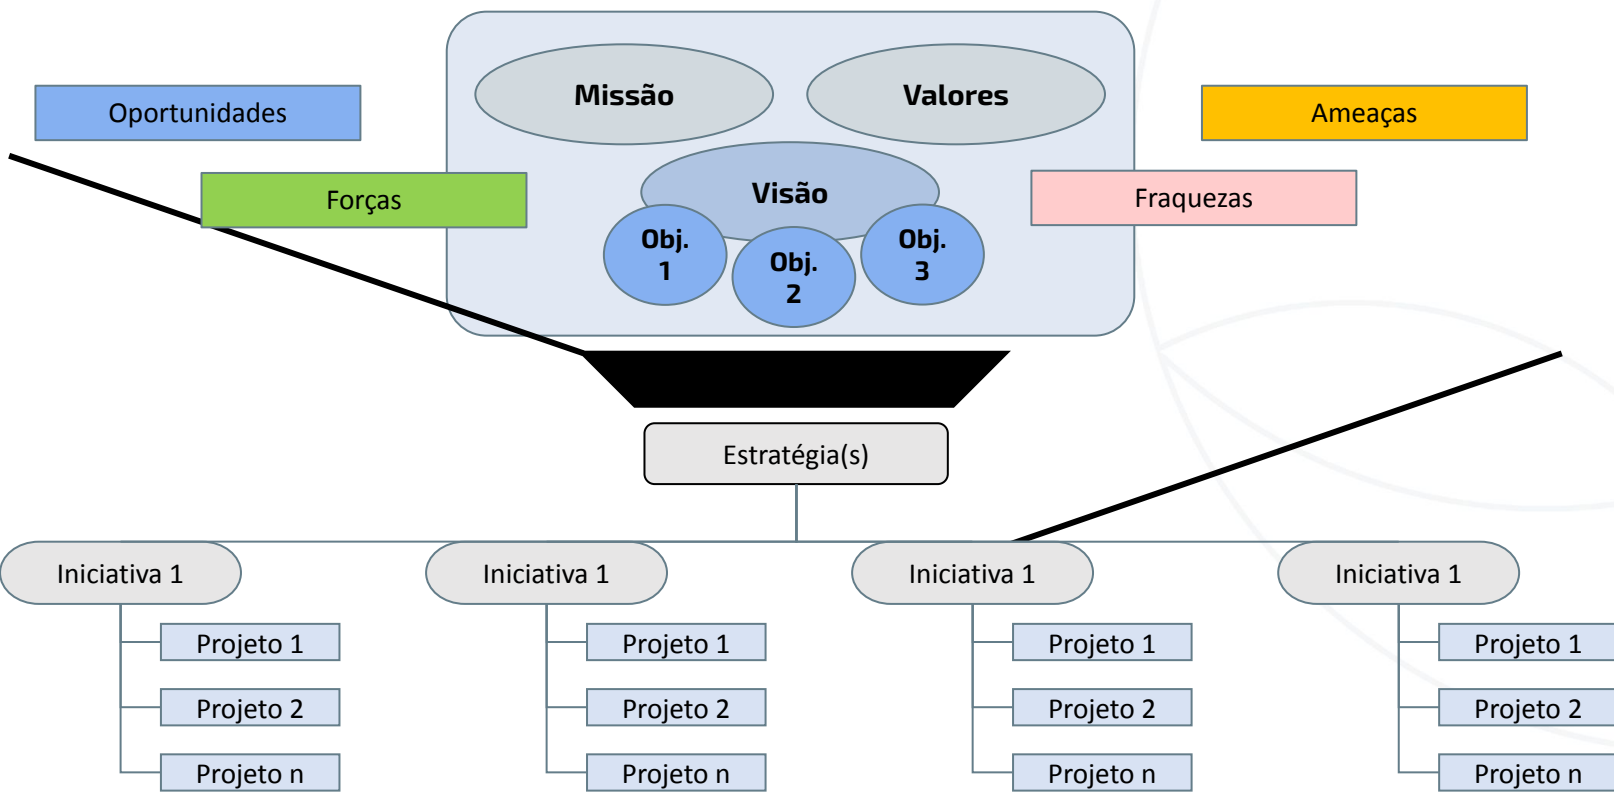 Missão
Valores
Oportunidades
Ameaças
Forças
Visão
Fraquezas
Obj.
1
Obj.
2
Obj.
3
Estratégia(s)
Iniciativa 1
Iniciativa 1
Iniciativa 1
Iniciativa 1
Projeto 1
Projeto 1
Projeto 1
Projeto 1
Projeto 2
Projeto 2
Projeto 2
Projeto 2
Projeto n
Projeto n
Projeto n
Projeto n